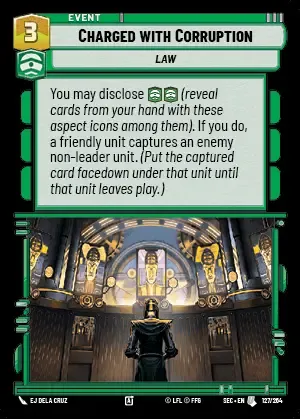 EVENT
3
CHARGED WITH CORRUPTION
LAW
You may disclose (reveal
cards from your hand with these
aspect icons among them). If you do,
a friendly unit captures an enemy
non-leader unit. (Put the captured
card facedown under that unit until
that unit leaves play.)
EJ DELA CRUZ
© LFL © FFG
SEC • EN
127/264